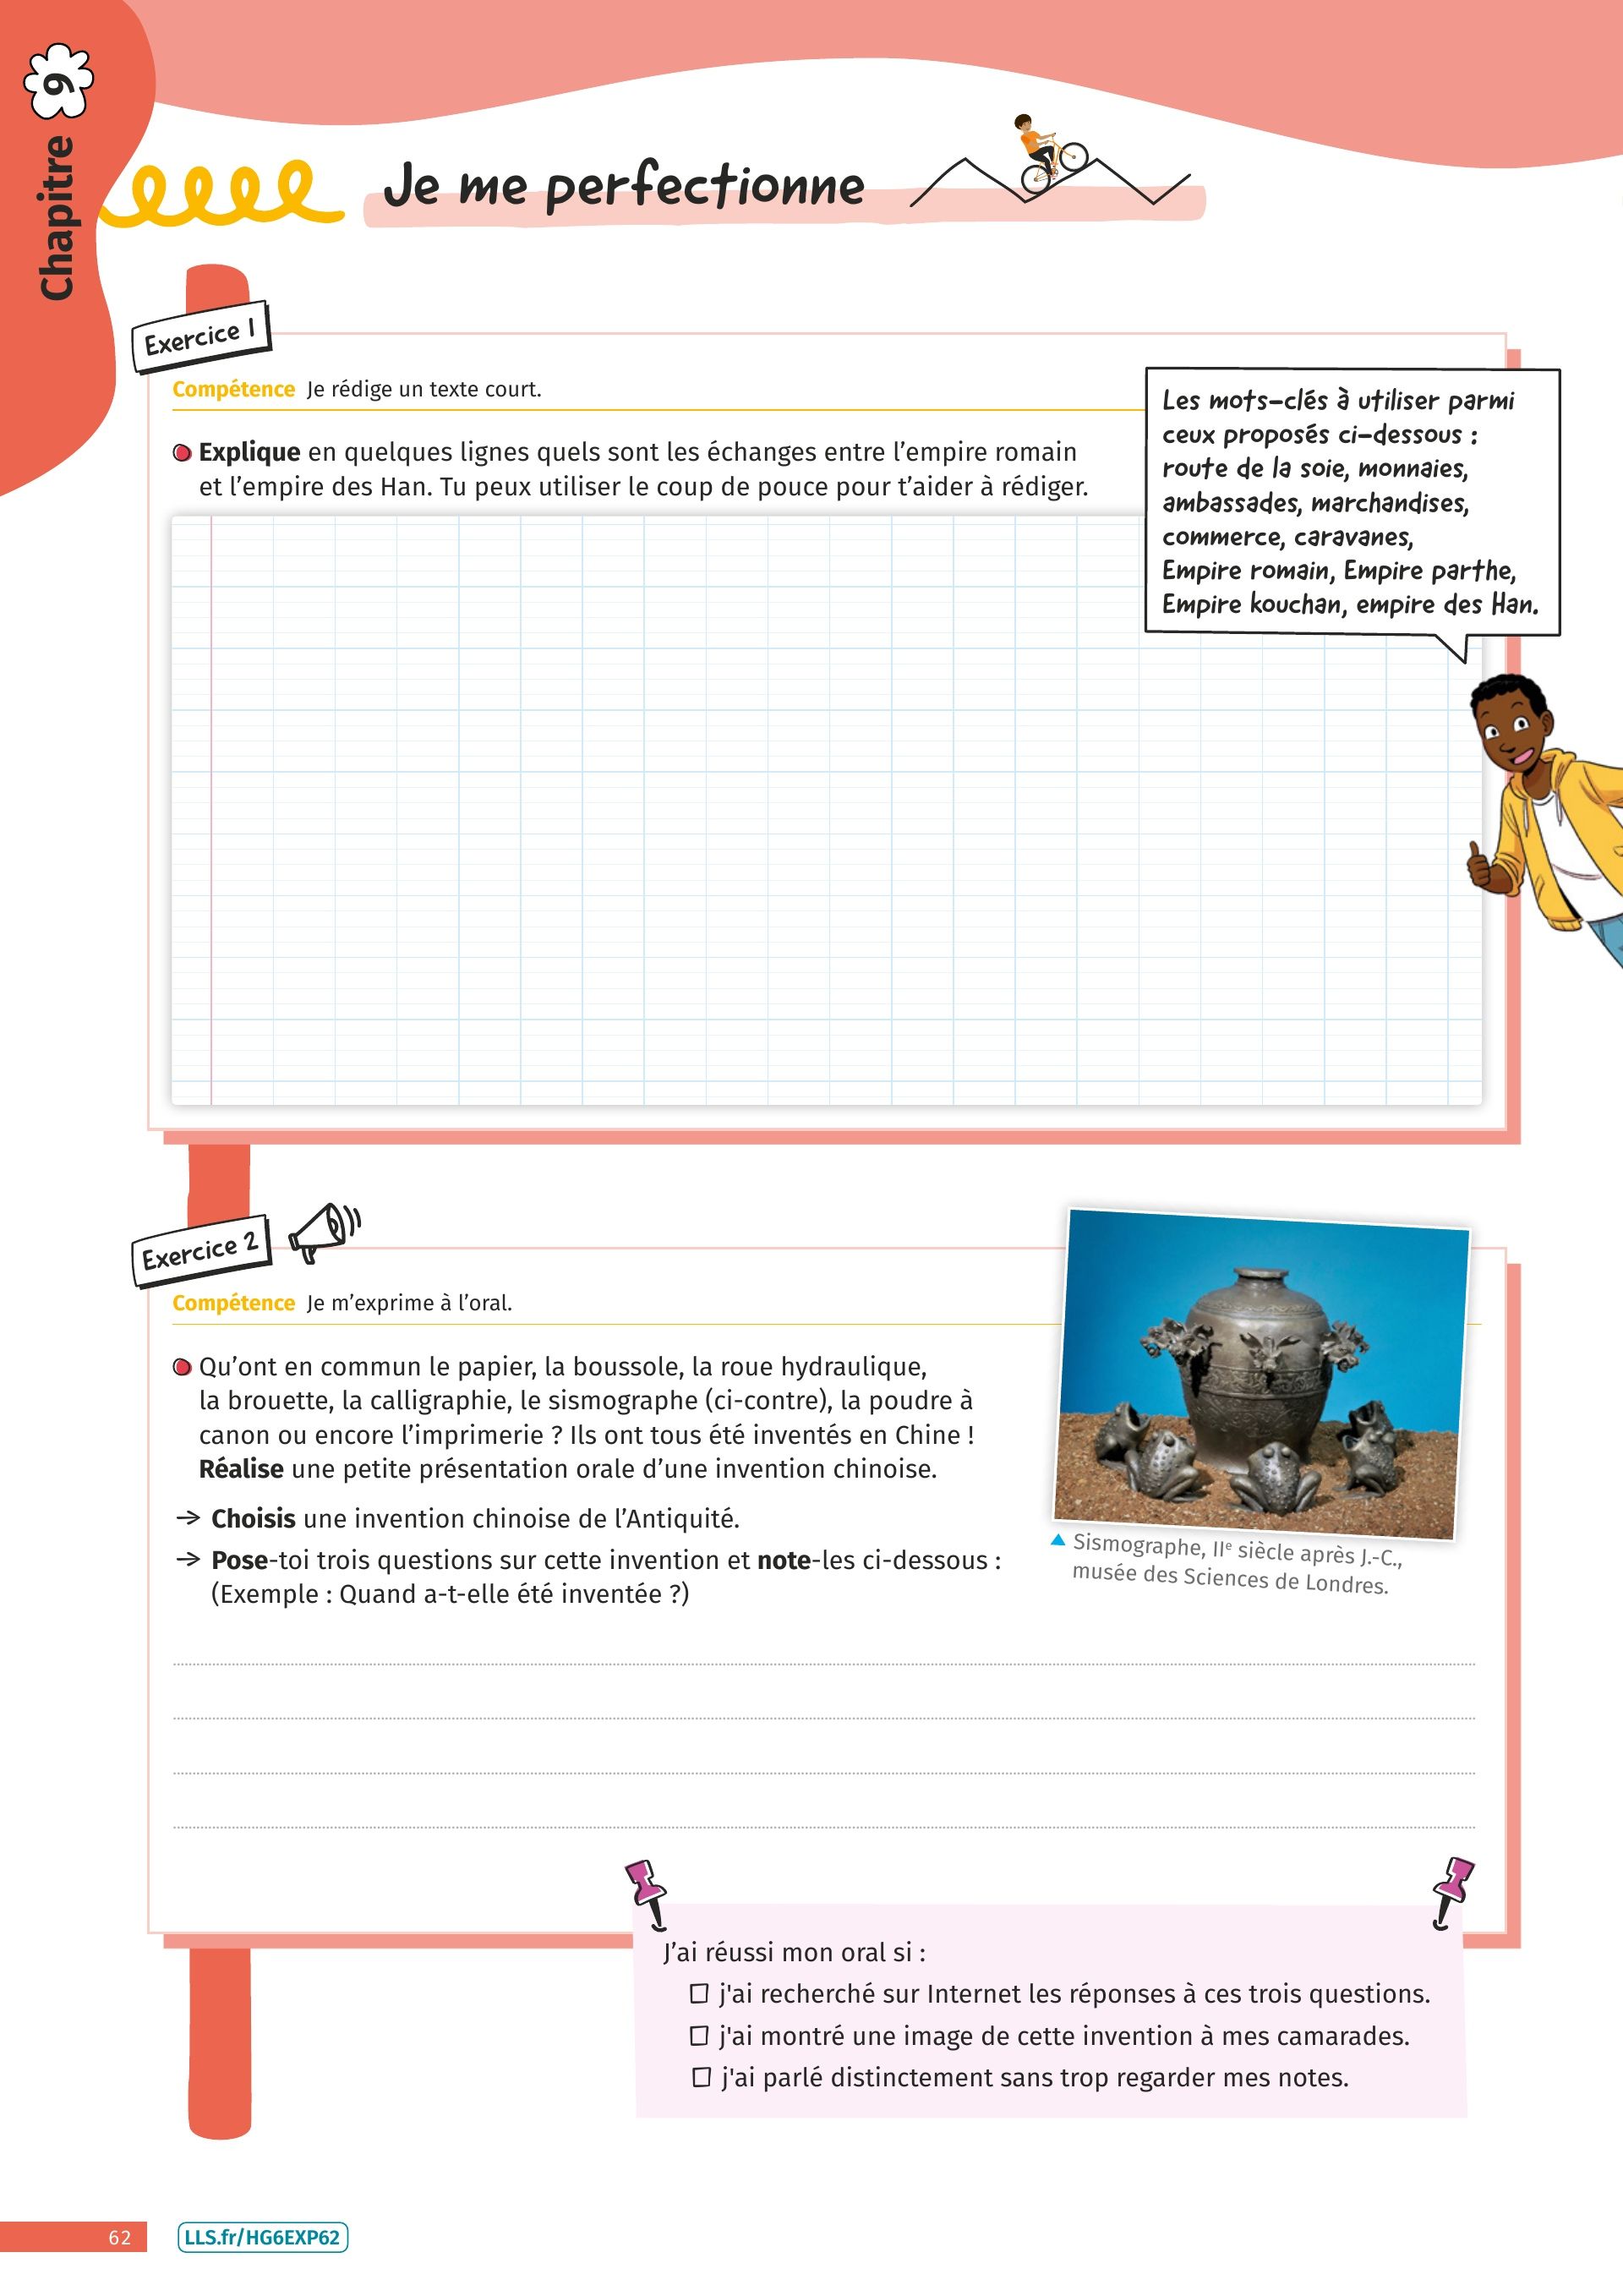 Chapitre 9
Je me perfectionne
Exercice 1
Compétence Je rédige un texte court.
Explique en quelques lignes quels sont les échanges entre l’empire romain
et l’empire des Han. Tu peux utiliser le coup de pouce pour t’aider à rédiger.
Les mots-clés à utiliser parmi
ceux proposés ci-dessous :
route de la soie, monnaies,
ambassades, marchandises,
commerce, caravanes,
Empire romain, Empire parthe,
Empire kouchan, empire des Han.
Exercice 2
Compétence Je m’exprime à l’oral.
Qu’ont en commun le papier, la boussole, la roue hydraulique,
la brouette, la calligraphie, le sismographe (ci-contre), la poudre à
canon ou encore l’imprimerie ? Ils ont tous été inventés en Chine !
Réalise une petite présentation orale d’une invention chinoise.
→ Choisis une invention chinoise de l’Antiquité.
→ Pose-toi trois questions sur cette invention et note-les ci-dessous :
(Exemple : Quand a-t-elle été inventée ?)
▲ Sismographe, IIe siècle après J.-C.,
musée des Sciences de Londres.
J’ai réussi mon oral si :
☐ j'ai recherché sur Internet les réponses à ces trois questions.
☐ j'ai montré une image de cette invention à mes camarades.
☐ j'ai parlé distinctement sans trop regarder mes notes.
62
LLS.fr/HG6EXP62